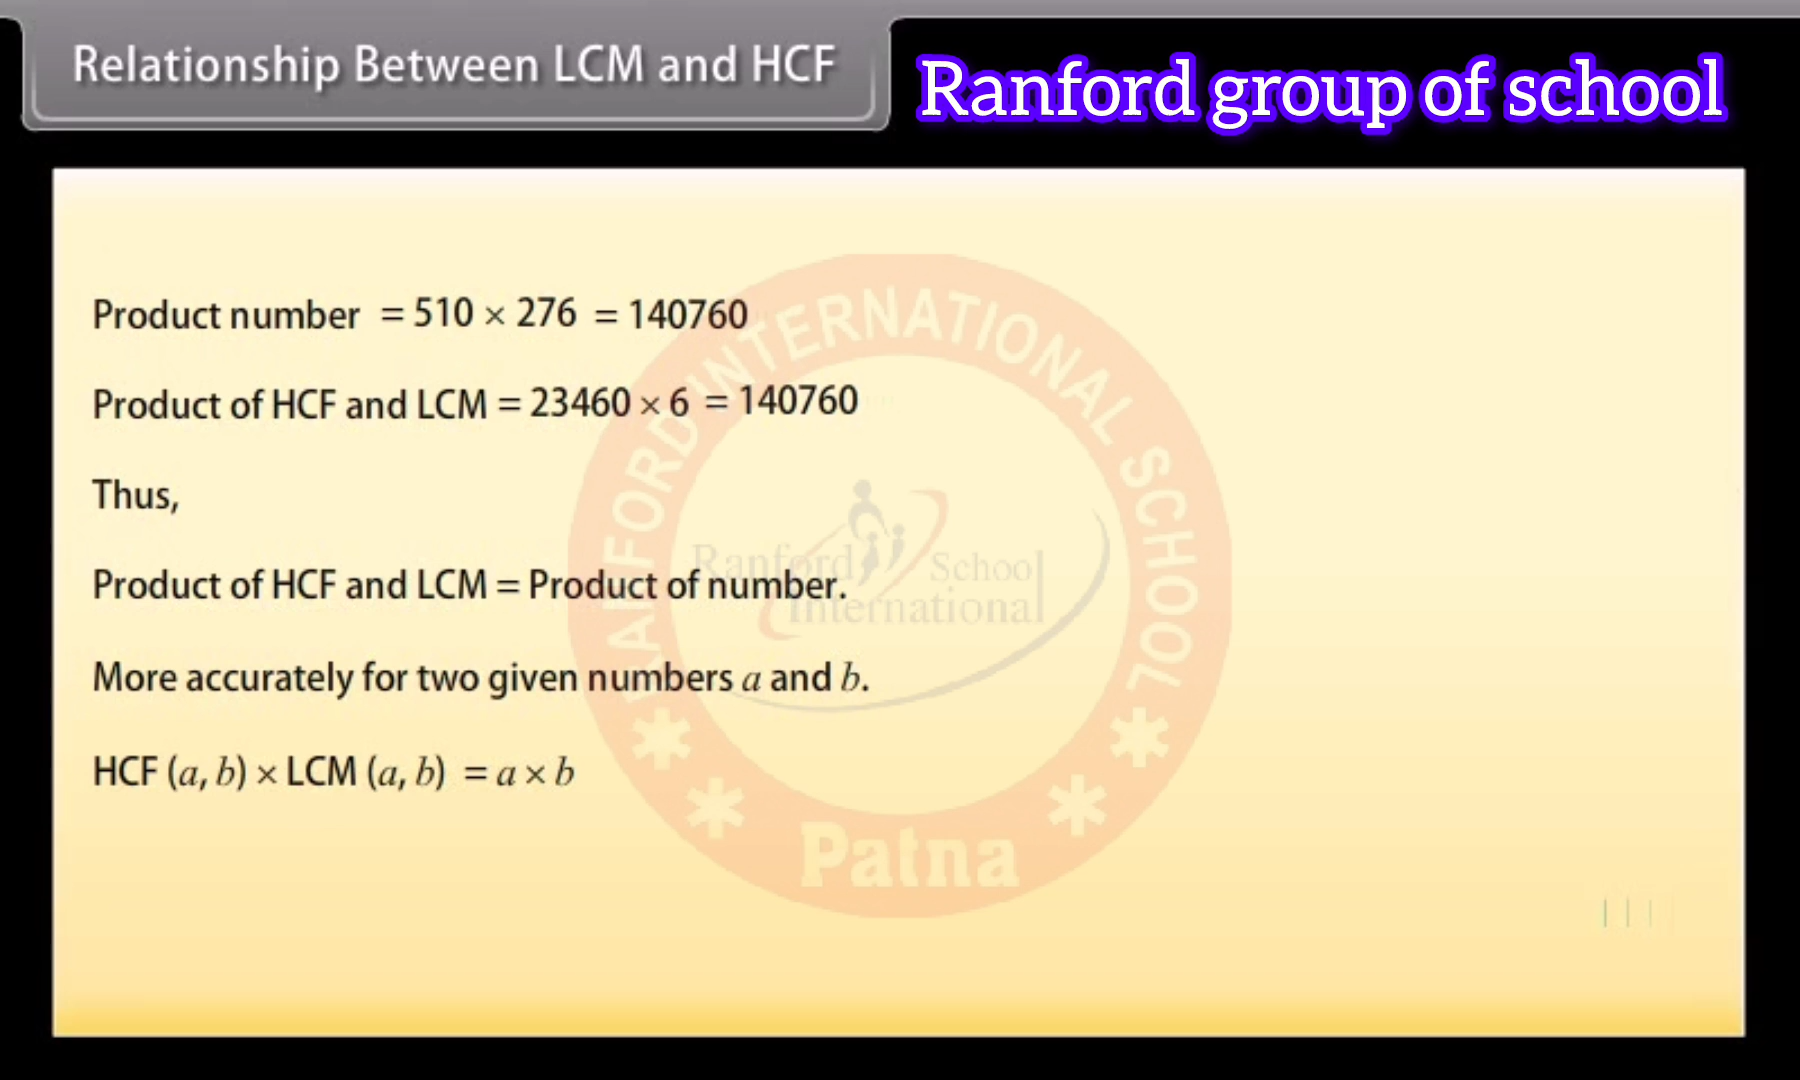 Relationship Between LCM and HCF
Ranford group of school
Product number = 510 × 276 = 140760
Product of HCF and LCM = 23460 × 6 = 140760
Thus,
Product of HCF and LCM = Product of number.
More accurately for two given numbers a and b.
HCF (a, b) × LCM (a, b) = a × b
RANFORD INTERNATIONAL SCHOOL
Ranford School
International
Patna